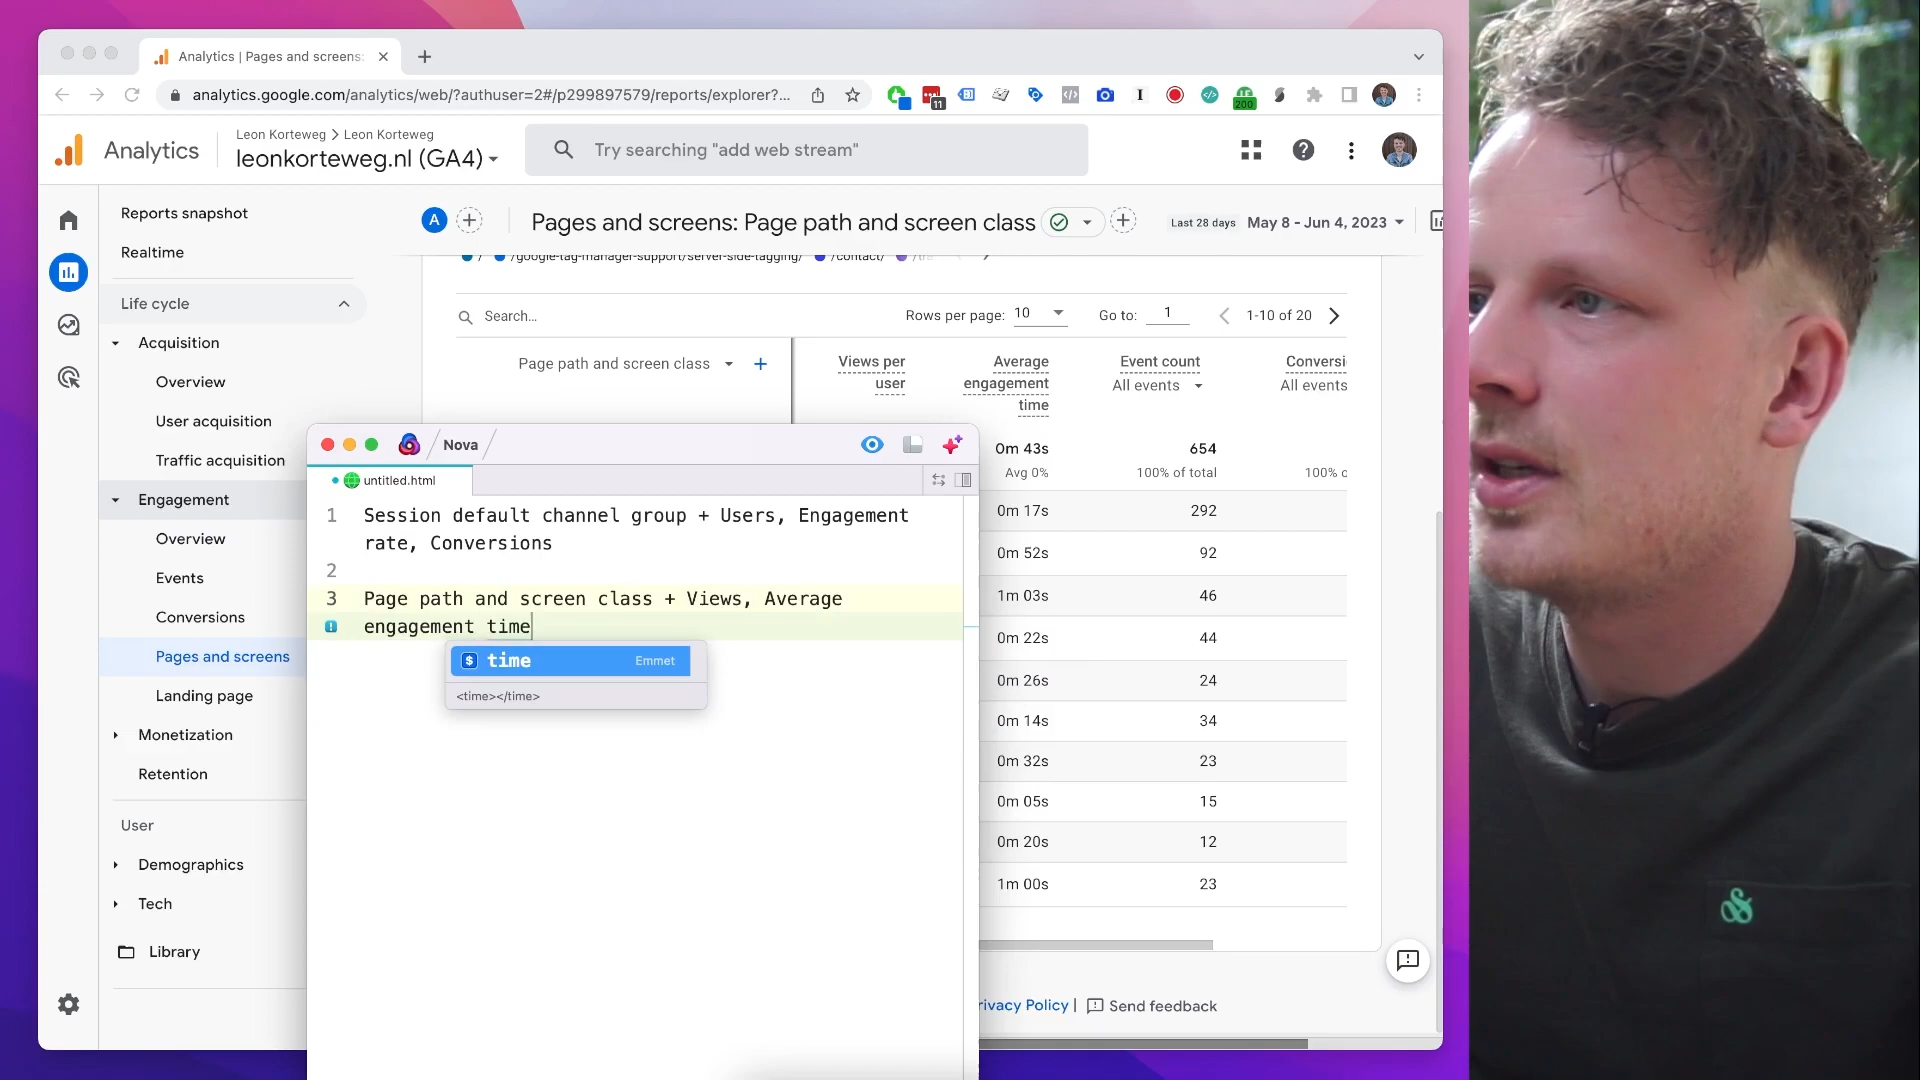 Analytics | Pages and screens:
analytics.google.com/analytics/web/?authuser=2#/p299897579/reports/explorer?...
11
200
Analytics
Leon Korteweg > Leon Korteweg
leonkorteweg.nl (GA4)
Try searching "add web stream"
Reports snapshot
Realtime
Life cycle
Acquisition
Overview
User acquisition
Traffic acquisition
Engagement
Overview
Events
Conversions
Pages and screens
Landing page
Monetization
Retention
User
Demographics
Tech
Library
A
Pages and screens: Page path and screen class
Last 28 days May 8 - Jun 4, 2023
/ /google-tag-manager-support/server-side-tagging/ /contact/
Search...
Rows per page: 10
Go to: 1
1-10 of 20
Page path and screen class
Views per user
Average engagement time
Event count
All events
Conversi
All events
0m 43s 654
Avg 0% 100% of total 100% o
0m 17s 292
0m 52s 92
1m 03s 46
0m 22s 44
0m 26s 24
0m 14s 34
0m 32s 23
0m 05s 15
0m 20s 12
1m 00s 23
rivacy Policy | Send feedback
Nova
untitled.html
1 Session default channel group + Users, Engagement
rate, Conversions
2
3 Page path and screen class + Views, Average
engagement time
$ time Emmet
<time></time>